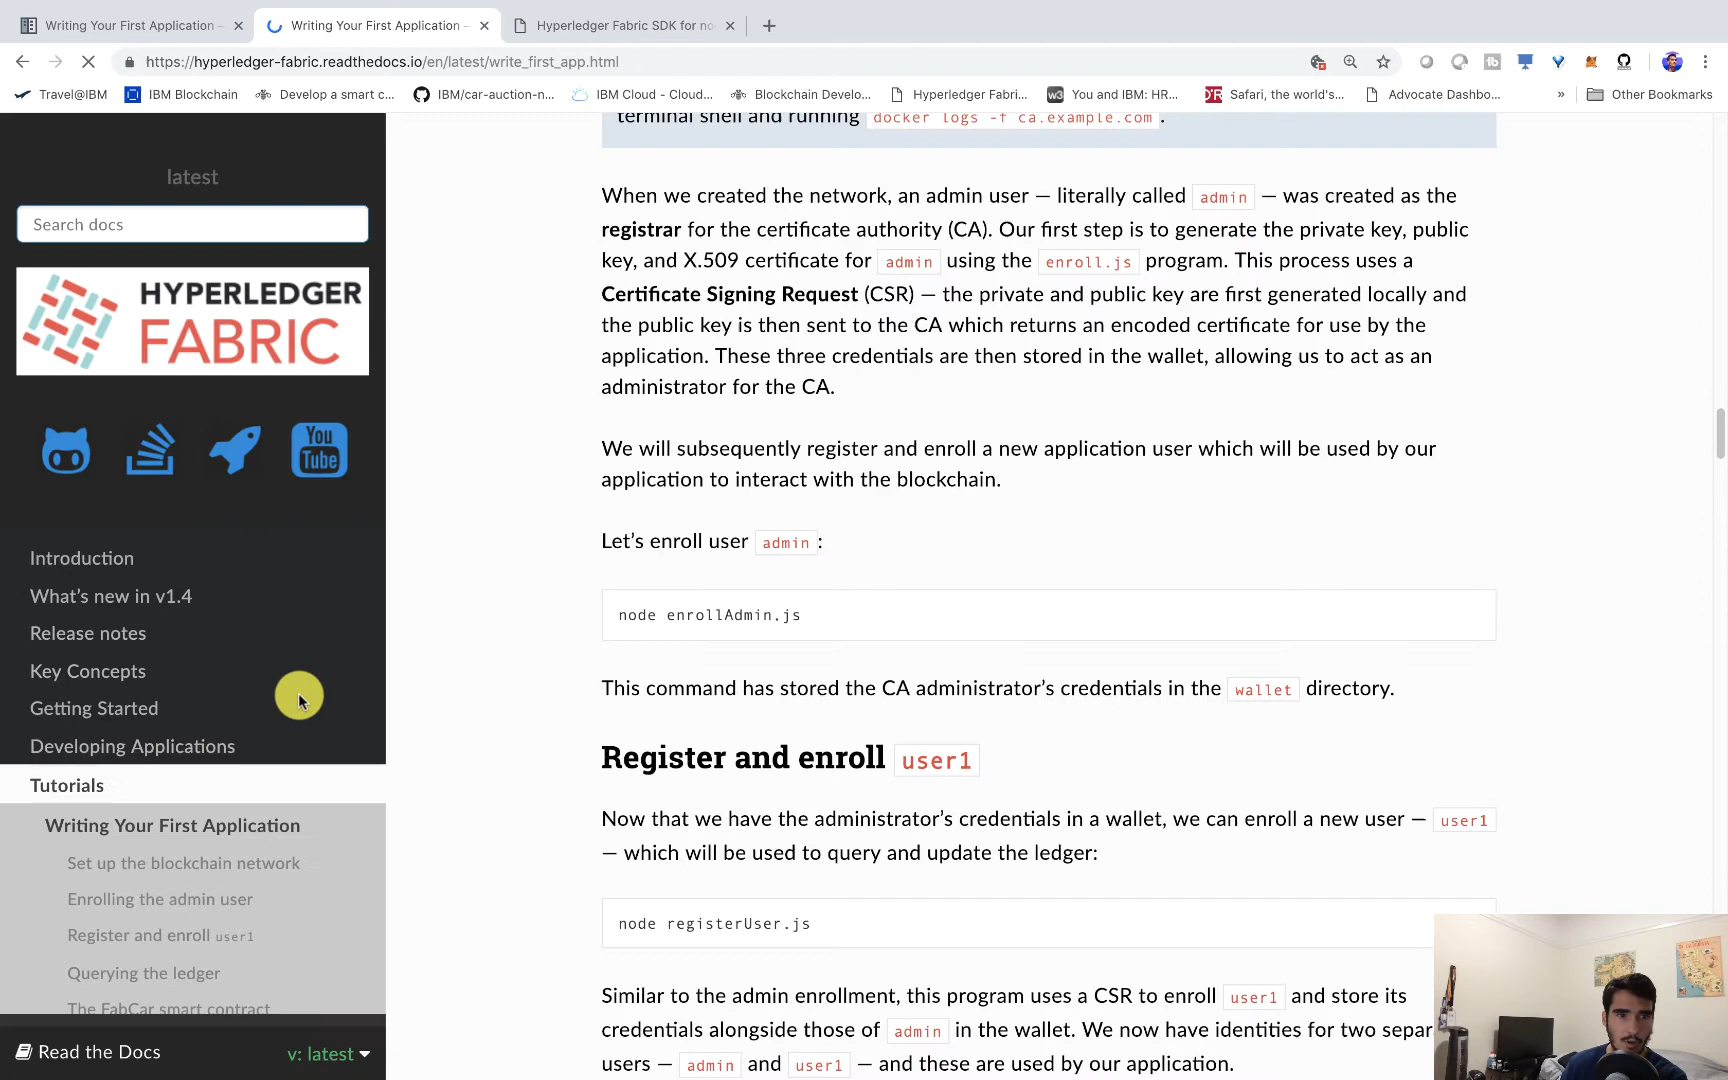 Writing Your First Application –
Writing Your First Application –
Hyperledger Fabric SDK for no
https://hyperledger-fabric.readthedocs.io/en/latest/write_first_app.html
Travel@IBM
IBM Blockchain
Develop a smart c...
IBM/car-auction-n...
IBM Cloud - Cloud...
Blockchain Develo...
Hyperledger Fabri...
w3
You and IBM: HR...
Safari, the world's...
Advocate Dashbo...
»
Other Bookmarks
latest
Search docs
HYPERLEDGER
FABRIC
You
Tube
Introduction
What's new in v1.4
Release notes
Key Concepts
Getting Started
Developing Applications
Tutorials
Writing Your First Application
Set up the blockchain network
Enrolling the admin user
Register and enroll user1
Querying the ledger
The FabCar smart contract
Read the Docs
v: latest
terminal shell and running docker logs -f ca.example.com.
When we created the network, an admin user — literally called admin — was created as the
registrar for the certificate authority (CA). Our first step is to generate the private key, public
key, and X.509 certificate for admin using the enroll.js program. This process uses a
Certificate Signing Request (CSR) — the private and public key are first generated locally and
the public key is then sent to the CA which returns an encoded certificate for use by the
application. These three credentials are then stored in the wallet, allowing us to act as an
administrator for the CA.
We will subsequently register and enroll a new application user which will be used by our
application to interact with the blockchain.
Let's enroll user admin:
node enrollAdmin.js
This command has stored the CA administrator's credentials in the wallet directory.
Register and enroll user1
Now that we have the administrator's credentials in a wallet, we can enroll a new user — user1
— which will be used to query and update the ledger:
node registerUser.js
Similar to the admin enrollment, this program uses a CSR to enroll user1 and store its
credentials alongside those of admin in the wallet. We now have identities for two separ
users — admin and user1 — and these are used by our application.